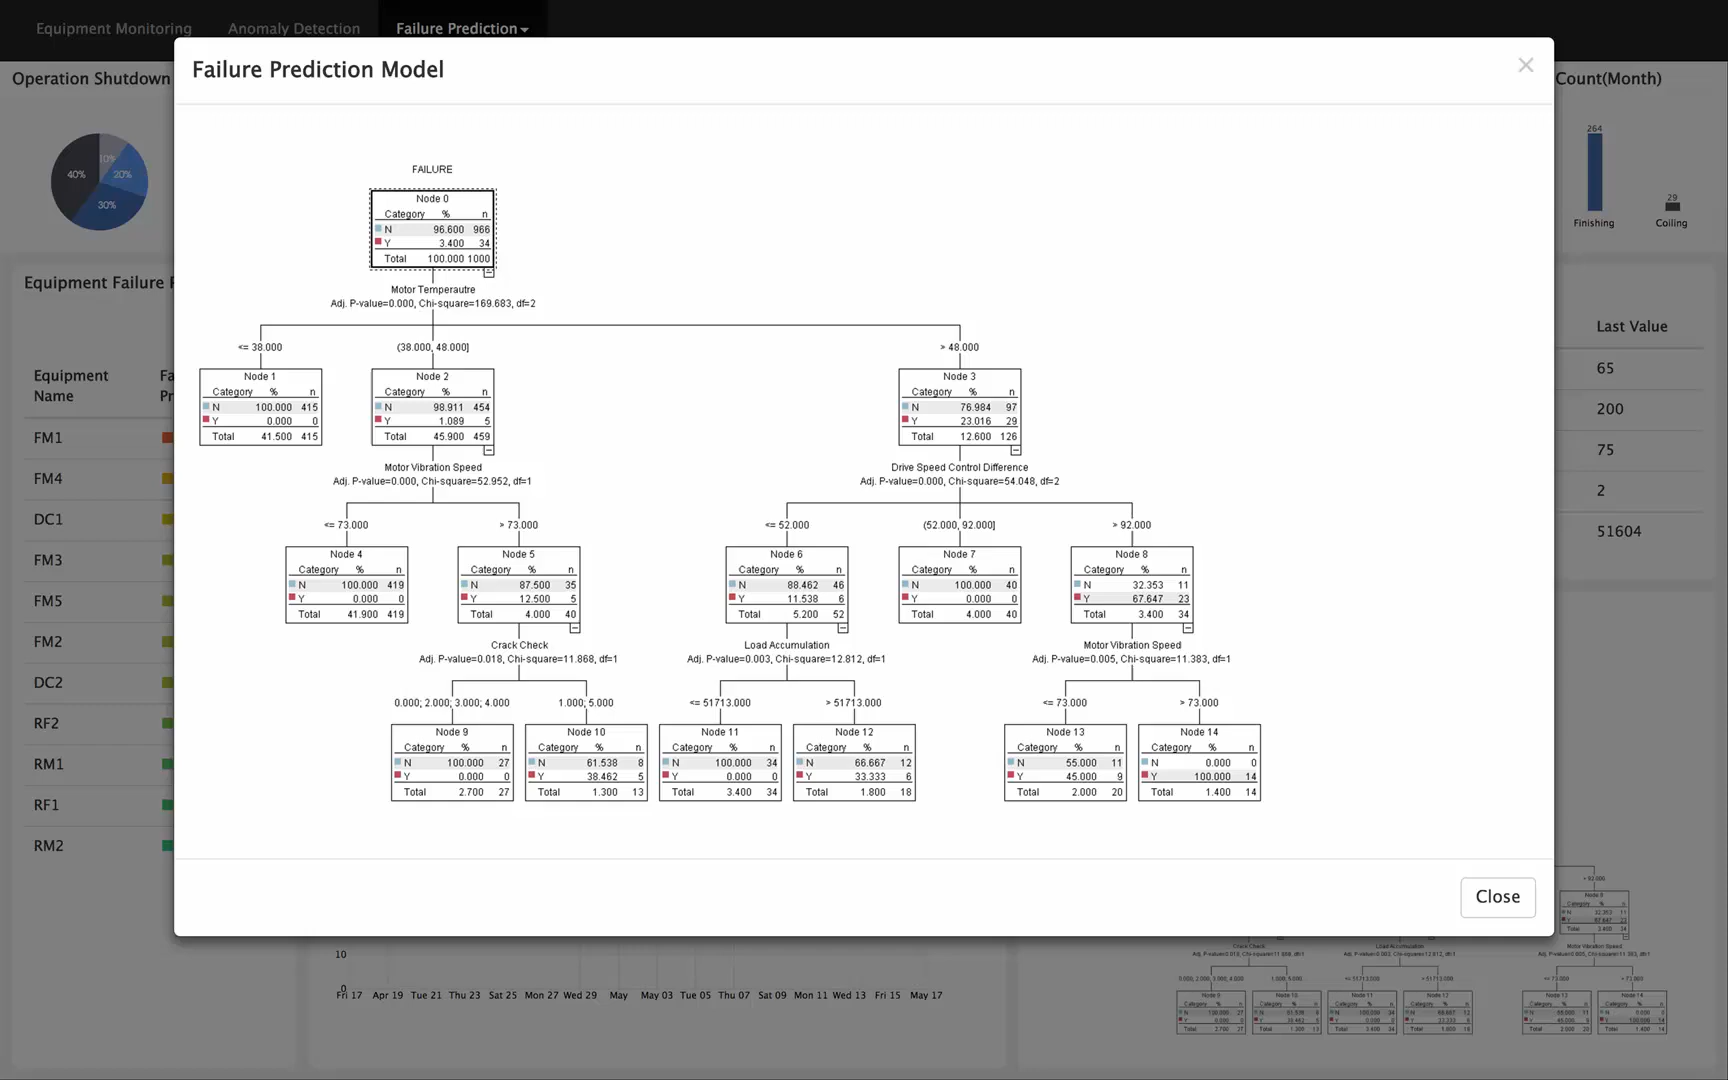 Equipment Monitoring Anomaly Detection Failure Prediction
Operation Shutdown
Count(Month)
Failure Prediction Model
×
10%
40% 20%
30%
264
29
Finishing Coiling
Equipment Failure
Equipment Name
FM1
FM4
DC1
FM3
FM5
FM2
DC2
RF2
RM1
RF1
RM2
Last Value
65
200
75
2
51604
FAILURE
Node 0
Category % n
N 96.600 966
Y 3.400 34
Total 100.000 1000
Motor Temperautre
Adj. P-value=0.000, Chi-square=169.683, df=2
<= 38.000
(38.000, 48.000]
> 48.000
Node 1
Category % n
N 100.000 415
Y 0.000 0
Total 41.500 415
Node 2
Category % n
N 98.911 454
Y 1.089 5
Total 45.900 459
Node 3
Category % n
N 76.984 97
Y 23.016 29
Total 12.600 126
Motor Vibration Speed
Adj. P-value=0.000, Chi-square=52.952, df=1
Drive Speed Control Difference
Adj. P-value=0.000, Chi-square=54.048, df=2
<= 73.000
> 73.000
<= 52.000
(52.000, 92.000]
> 92.000
Node 4
Category % n
N 100.000 419
Y 0.000 0
Total 41.900 419
Node 5
Category % n
N 87.500 35
Y 12.500 5
Total 4.000 40
Node 6
Category % n
N 88.462 46
Y 11.538 6
Total 5.200 52
Node 7
Category % n
N 100.000 40
Y 0.000 0
Total 4.000 40
Node 8
Category % n
N 32.353 11
Y 67.647 23
Total 3.400 34
Crack Check
Adj. P-value=0.018, Chi-square=11.868, df=1
Load Accumulation
Adj. P-value=0.003, Chi-square=12.812, df=1
Motor Vibration Speed
Adj. P-value=0.005, Chi-square=11.383, df=1
0.000; 2.000; 3.000; 4.000
1.000; 5.000
<= 51713.000
> 51713.000
<= 73.000
> 73.000
Node 9
Category % n
N 100.000 27
Y 0.000 0
Total 2.700 27
Node 10
Category % n
N 61.538 8
Y 38.462 5
Total 1.300 13
Node 11
Category % n
N 100.000 34
Y 0.000 0
Total 3.400 34
Node 12
Category % n
N 66.667 12
Y 33.333 6
Total 1.800 18
Node 13
Category % n
N 55.000 11
Y 45.000 9
Total 2.000 20
Node 14
Category % n
N 0.000 0
Y 100.000 14
Total 1.400 14
Close
10
0
Fri 17 Apr 19 Tue 21 Thu 23 Sat 25 Mon 27 Wed 29 May May 03 Tue 05 Thu 07 Sat 09 Mon 11 Wed 13 Fri 15 May 17